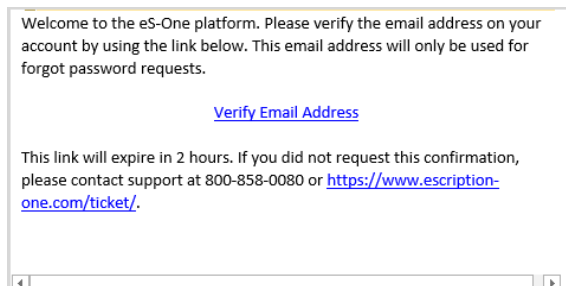 Welcome to the eS-One platform. Please verify the email address on your
account by using the link below. This email address will only be used for
forgot password requests.
Verify Email Address
This link will expire in 2 hours. If you did not request this confirmation,
please contact support at 800-858-0080 or https://www.escription-
one.com/ticket/.